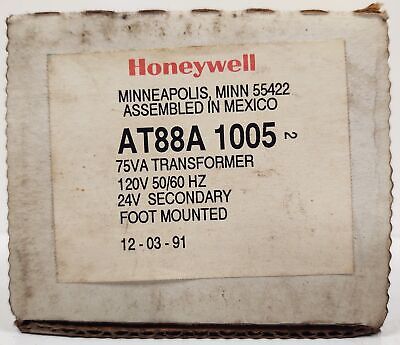 Honeywell
MINNEAPOLIS, MINN 55422
ASSEMBLED IN MEXICO
AT88A 1005 2
75VA TRANSFORMER
120V 50/60 HZ
24V SECONDARY
FOOT MOUNTED
12 - 03 - 91